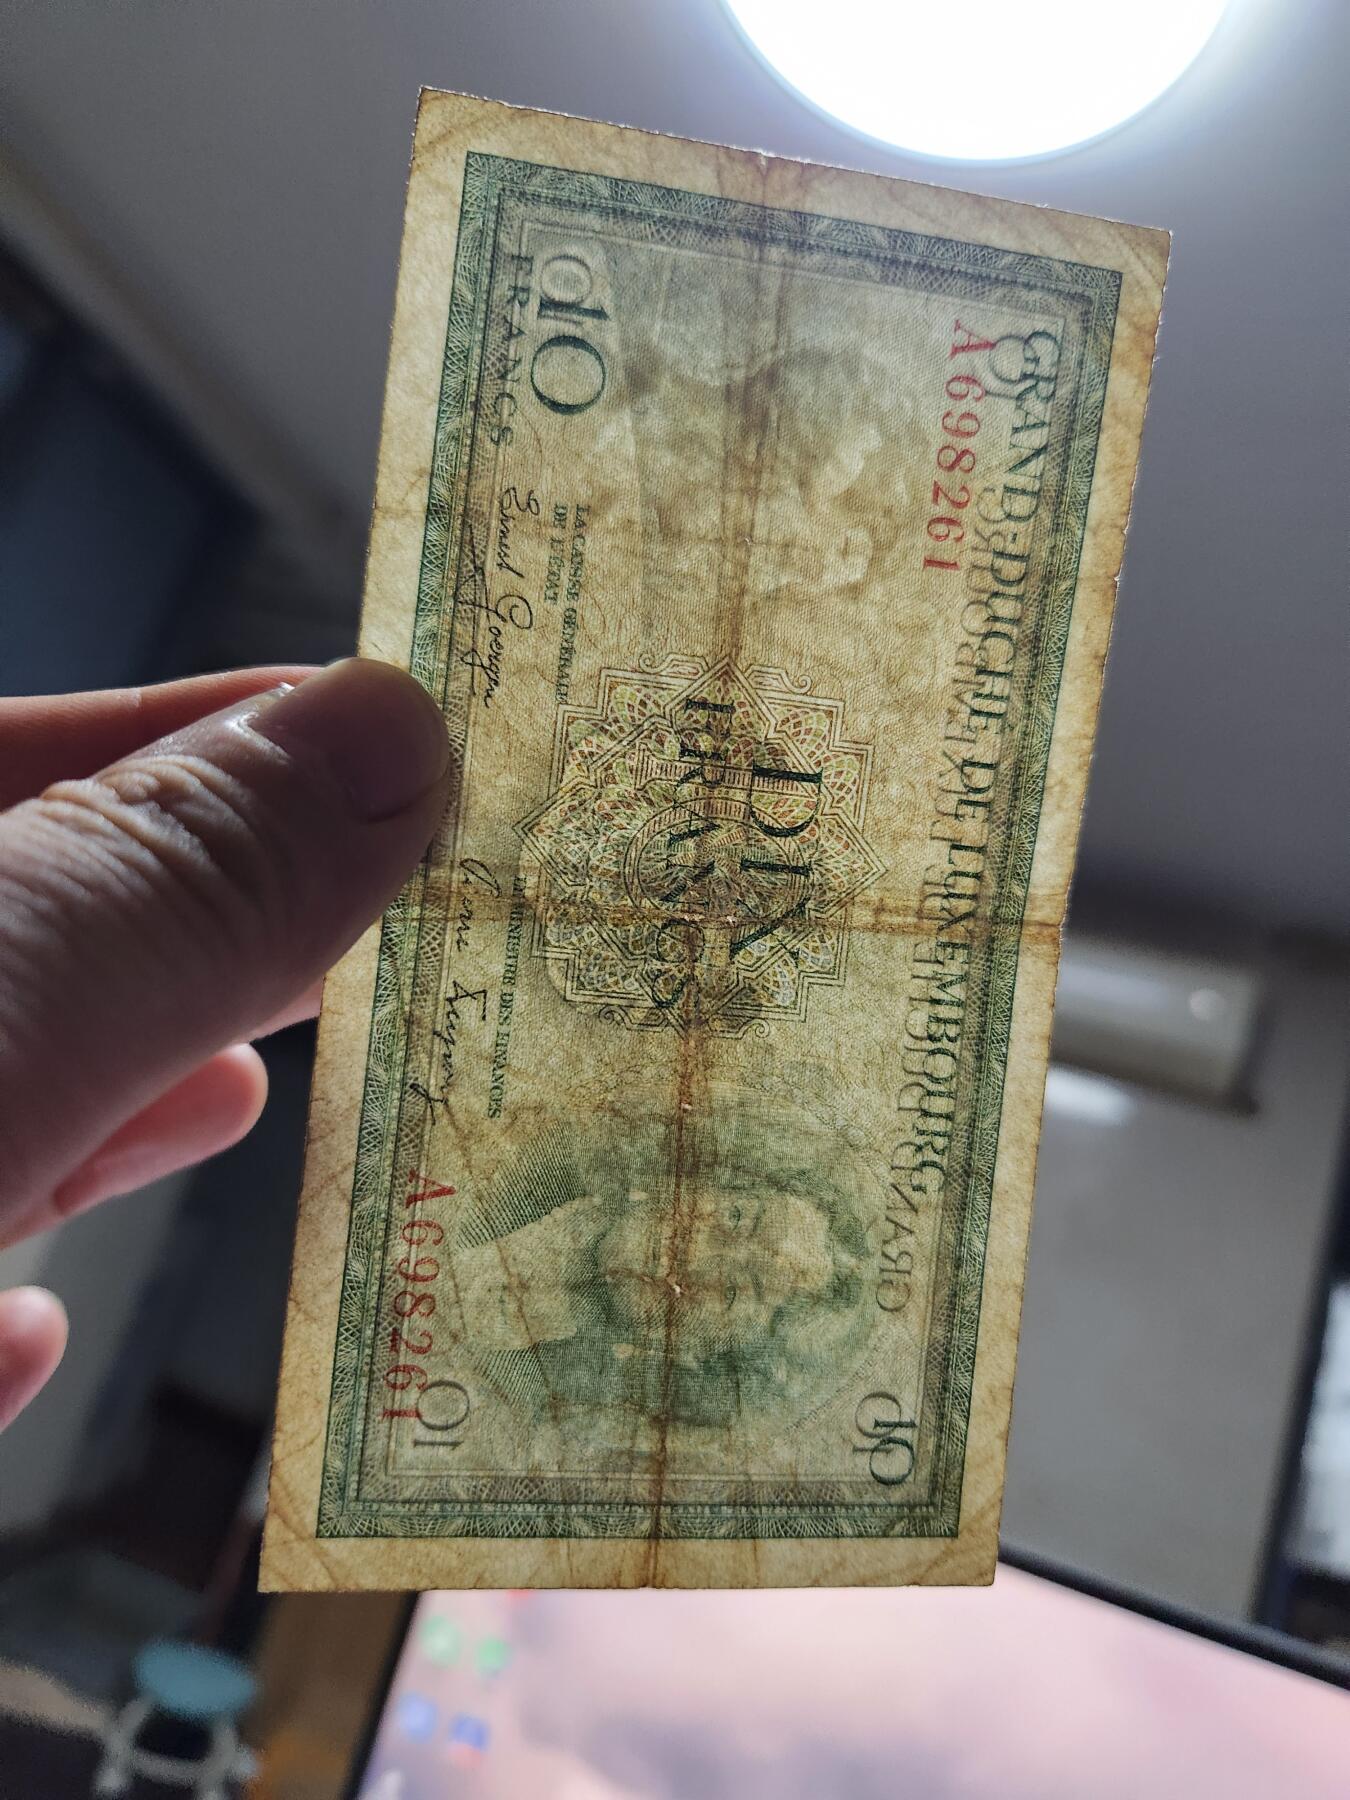 GRAND-DUCHÉ DE LUXEMBOURG
A698261
DIX
FRANCS
LA CAISSE GÉNÉRALE
DE L'ÉTAT
LE MINISTRE DES FINANCES
10
FRANCS
A698261
10